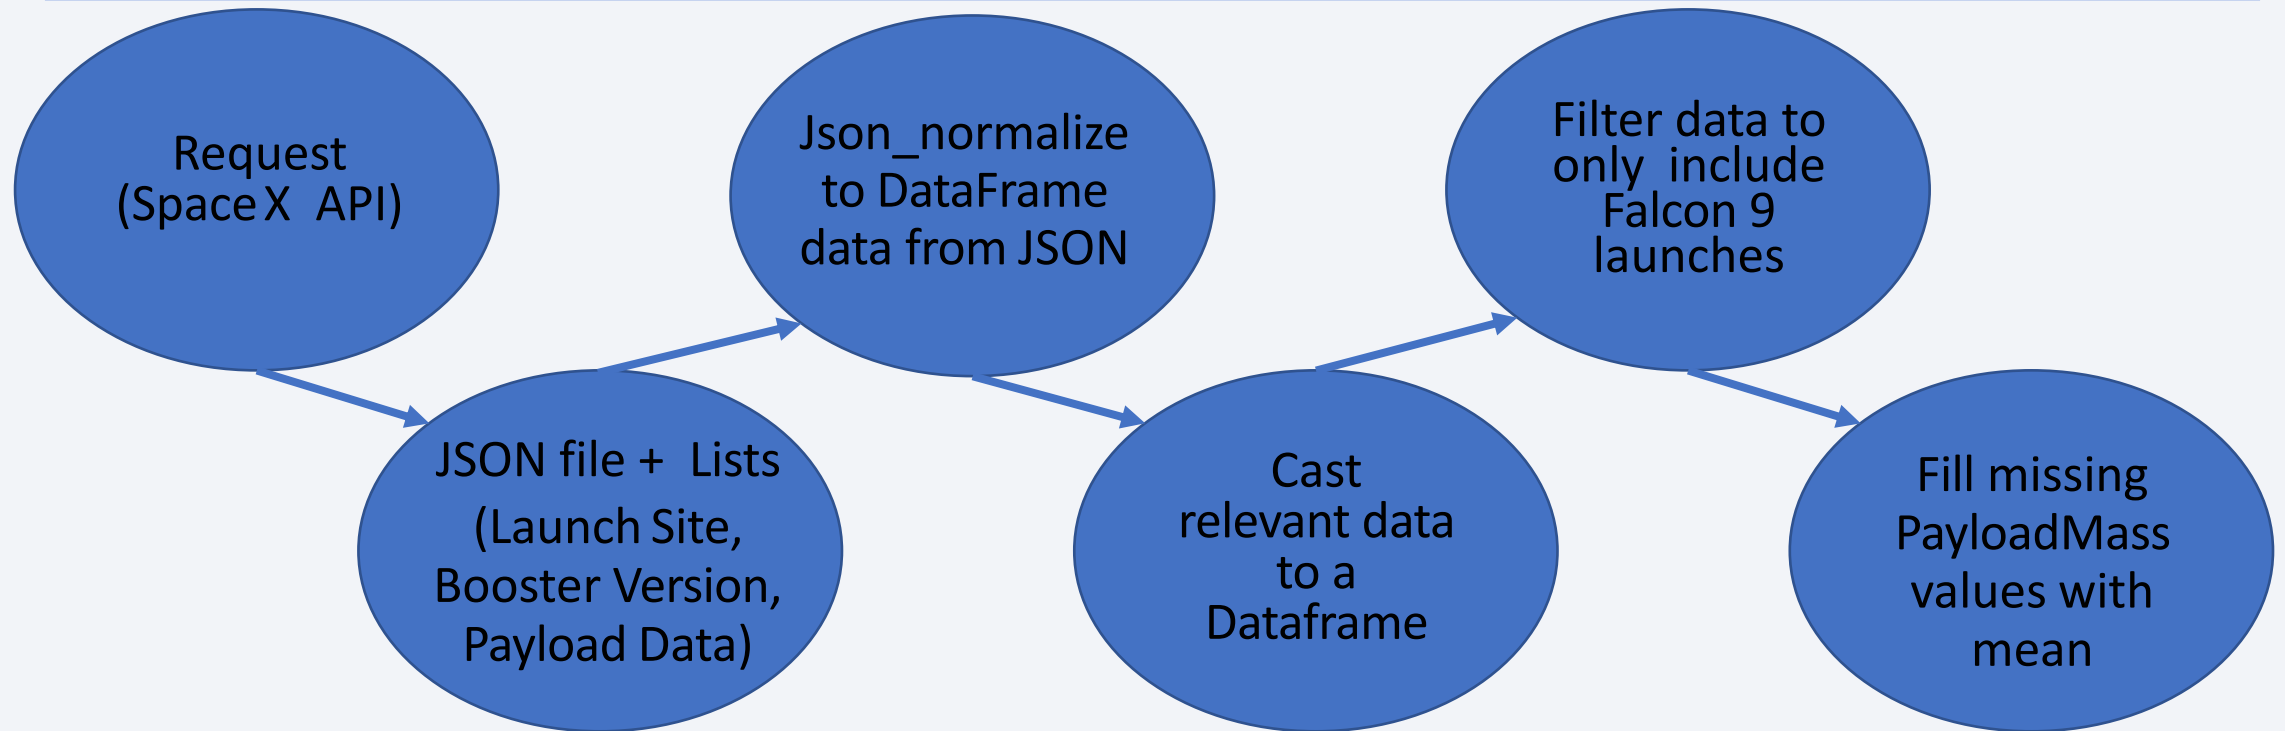 Request
(Space X API)
JSON file + Lists
(Launch Site,
Booster Version,
Payload Data)
Json_normalize
to DataFrame
data from JSON
Cast
relevant data
to a
Dataframe
Filter data to
only include
Falcon 9
launches
Fill missing
PayloadMass
values with
mean